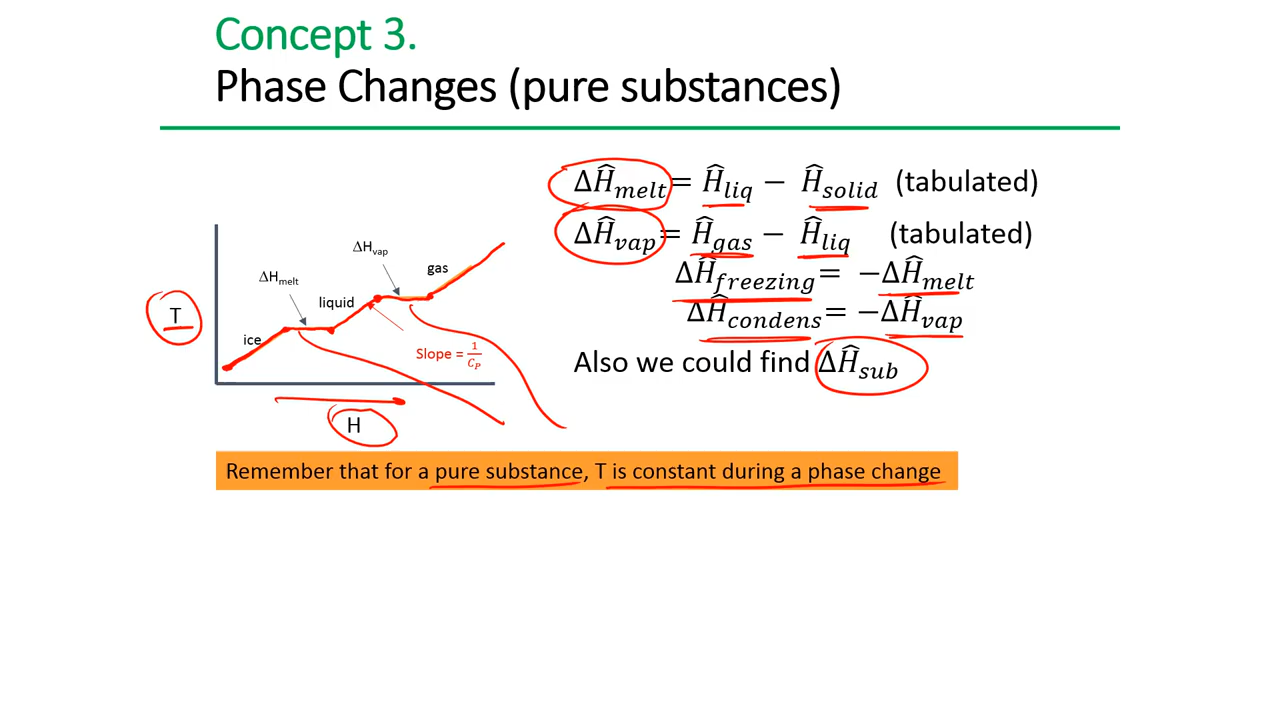 Concept 3.
Phase Changes (pure substances)
ΔĤ_melt = Ĥ_liq − Ĥ_solid (tabulated)
ΔĤ_vap = Ĥ_gas − Ĥ_liq (tabulated)
ΔĤ_freezing = −ΔĤ_melt
ΔĤ_condens = −ΔĤ_vap
Also we could find ΔĤ_sub
ΔH_vap
gas
ΔH_melt
liquid
T
ice
Slope = 1/C_P
H
Remember that for a pure substance, T is constant during a phase change